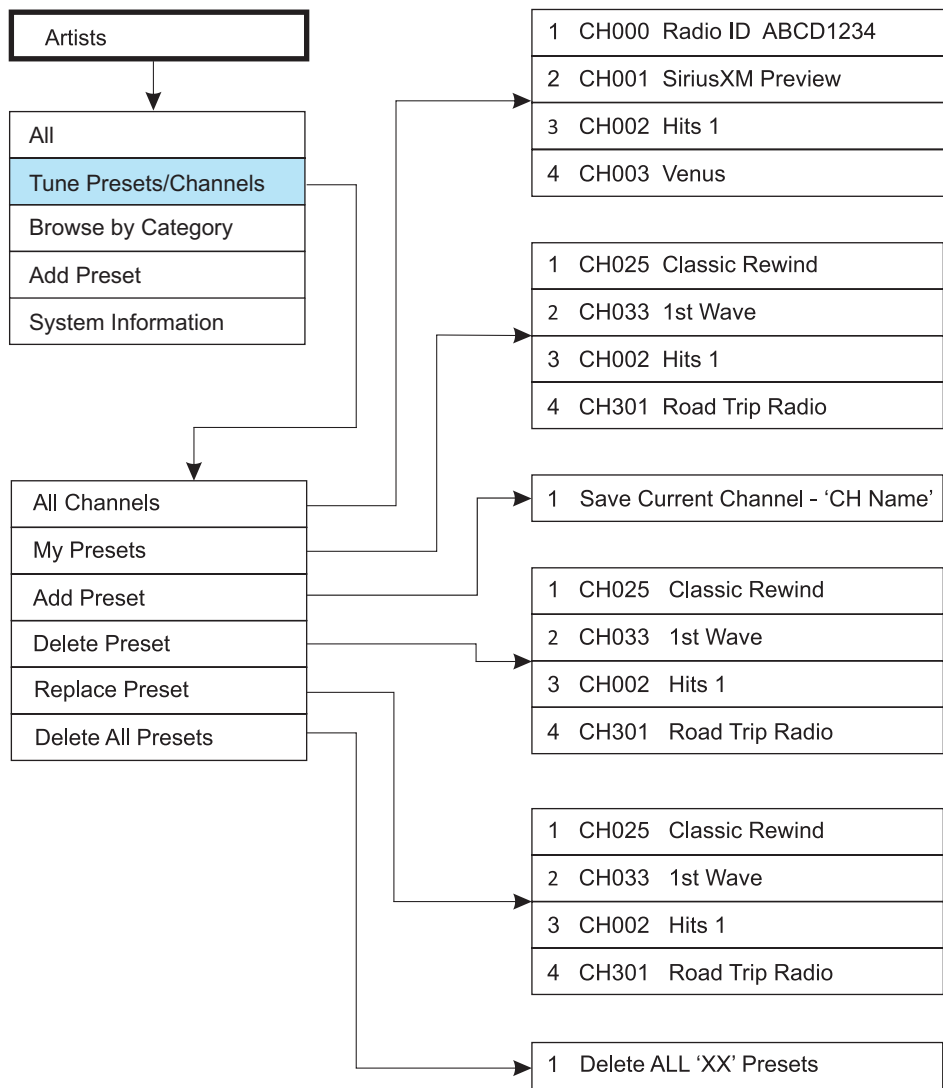 Artists
All
Tune Presets/Channels
Browse by Category
Add Preset
System Information
All Channels
My Presets
Add Preset
Delete Preset
Replace Preset
Delete All Presets
1 CH000 Radio ID ABCD1234
2 CH001 SiriusXM Preview
3 CH002 Hits 1
4 CH003 Venus
1 CH025 Classic Rewind
2 CH033 1st Wave
3 CH002 Hits 1
4 CH301 Road Trip Radio
1 Save Current Channel - ‘CH Name’
1 CH025 Classic Rewind
2 CH033 1st Wave
3 CH002 Hits 1
4 CH301 Road Trip Radio
1 CH025 Classic Rewind
2 CH033 1st Wave
3 CH002 Hits 1
4 CH301 Road Trip Radio
1 Delete ALL ‘XX’ Presets